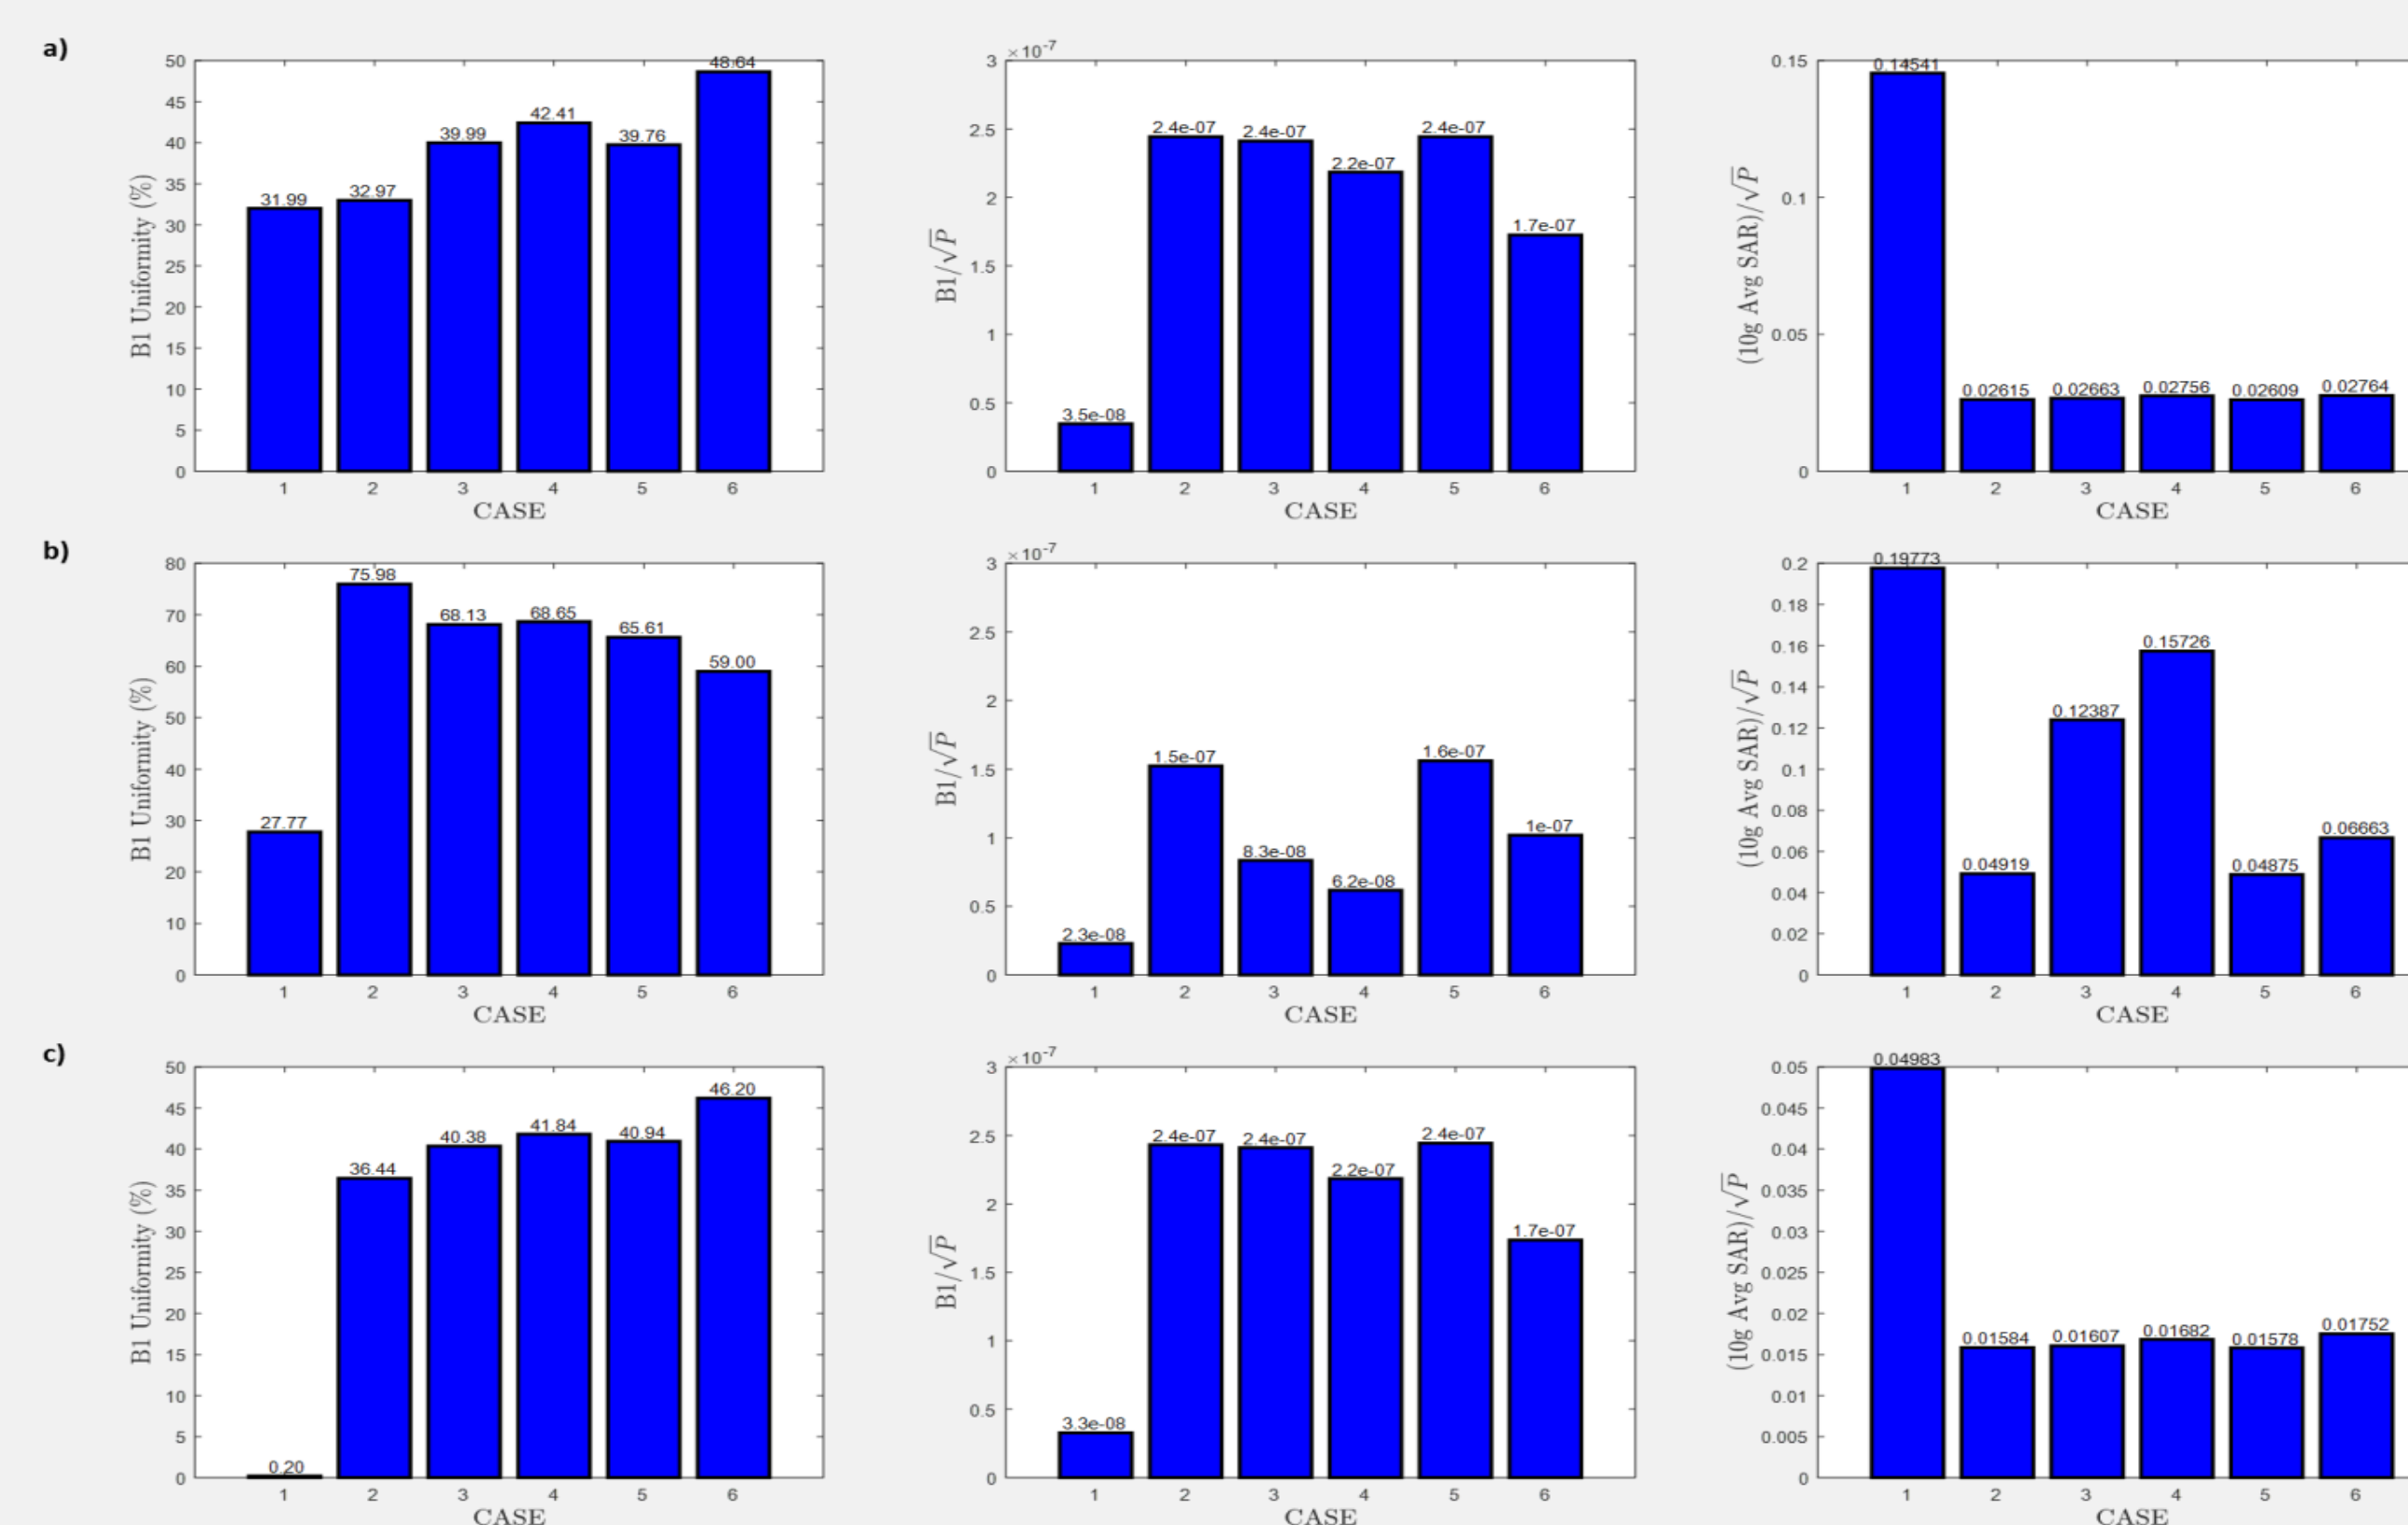 a)
B1 Uniformity (%)
50
45
40
35
30
25
20
15
10
5
0
31.99
32.97
39.99
42.41
39.76
48.64
1 2 3 4 5 6
CASE
B1/√P
×10⁻⁷
3
2.5
2
1.5
1
0.5
0
3.5e-08
2.4e-07
2.4e-07
2.2e-07
2.4e-07
1.7e-07
1 2 3 4 5 6
CASE
(10g Avg SAR)/√P
0.15
0.1
0.05
0
0.14541
0.02615
0.02663
0.02756
0.02609
0.02764
1 2 3 4 5 6
CASE
b)
B1 Uniformity (%)
80
70
60
50
40
30
20
10
0
27.77
75.98
68.13
68.65
65.61
59.00
1 2 3 4 5 6
CASE
B1/√P
×10⁻⁷
3
2.5
2
1.5
1
0.5
0
2.3e-08
1.5e-07
8.3e-08
6.2e-08
1.6e-07
1e-07
1 2 3 4 5 6
CASE
(10g Avg SAR)/√P
0.2
0.18
0.16
0.14
0.12
0.1
0.08
0.06
0.04
0.02
0
0.19773
0.04919
0.12387
0.15726
0.04875
0.06663
1 2 3 4 5 6
CASE
c)
B1 Uniformity (%)
50
45
40
35
30
25
20
15
10
5
0
0.20
36.44
40.38
41.84
40.94
46.20
1 2 3 4 5 6
CASE
B1/√P
×10⁻⁷
3
2.5
2
1.5
1
0.5
0
3.3e-08
2.4e-07
2.4e-07
2.2e-07
2.4e-07
1.7e-07
1 2 3 4 5 6
CASE
(10g Avg SAR)/√P
0.05
0.045
0.04
0.035
0.03
0.025
0.02
0.015
0.01
0.005
0
0.04983
0.01584
0.01607
0.01682
0.01578
0.01752
1 2 3 4 5 6
CASE